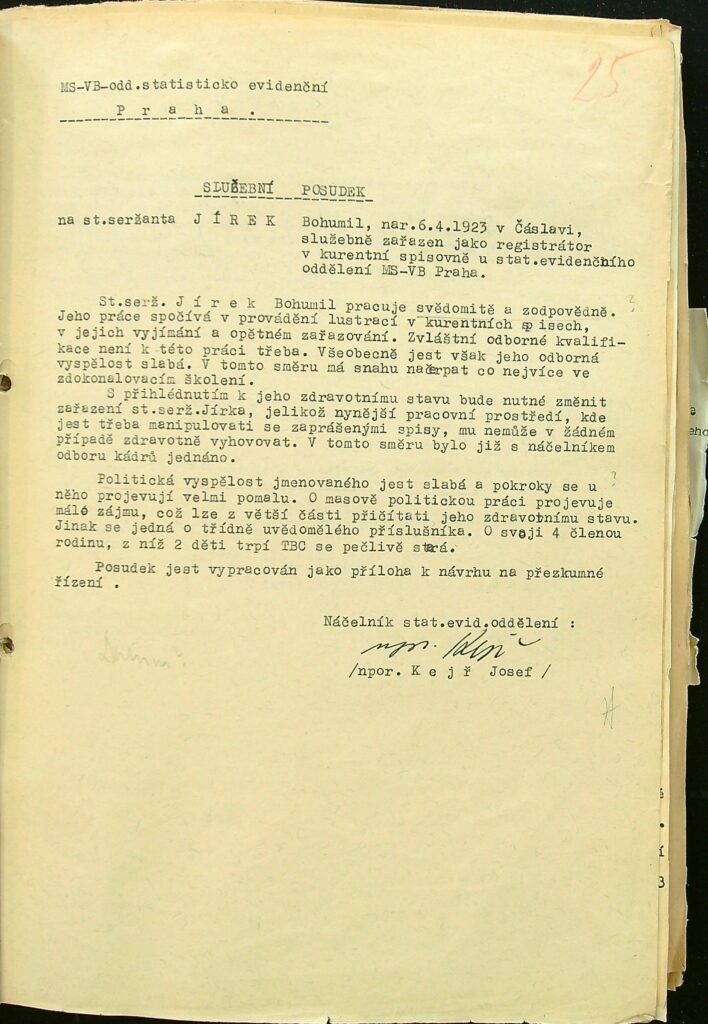 25
MS-VB-odd.statisticko evidenční
P r a h a .
SLUŽEBNÍ POSUDEK
na st.seržanta J Í R E K Bohumil, nar.6.4.1923 v Čáslavi,
služebně zařazen jako registrátor
v kurentní spisovně u stat.evidenčního
oddělení MS-VB Praha.
St.serž. J í r e k Bohumil pracuje svědomitě a zodpovědně. ?
Jeho práce spočívá v provádění lustrací v kurentních spisech,
v jejich vyjímání a opětném zařazování. Zvláštní odborné kvalifi-
kace není k této práci třeba. Všeobecně jest však jeho odborná
vyspělost slabá. V tomto směru má snahu načerpat co nejvíce ve
zdokonalovacím školení.
S přihlédnutím k jeho zdravotnímu stavu bude nutné změnit
zařazení st.serž.Jírka, jelikož nynější pracovní prostředí, kde
jest třeba manipulovati se zaprášenými spisy, mu nemůže v žádném
případě zdravotně vyhovovat. V tomto směru bylo již s náčelníkem
odboru kádrů jednáno.
Politická vyspělost jmenovaného jest slabá a pokroky se u ?
něho projevují velmi pomalu. O masově politickou práci projevuje
málo zájmu, což lze z větší části přičítati jeho zdravotnímu stavu.
Jinak se jedná o třídně uvědomělého příslušníka. O svoji 4 členou
rodinu, z níž 2 děti trpí TBC se pečlivě stará.
Posudek jest vypracován jako příloha k návrhu na přezkumné
řízení .
Náčelník stat.evid.oddělení :
npor. Kejř
/npor. K e j ř Josef /